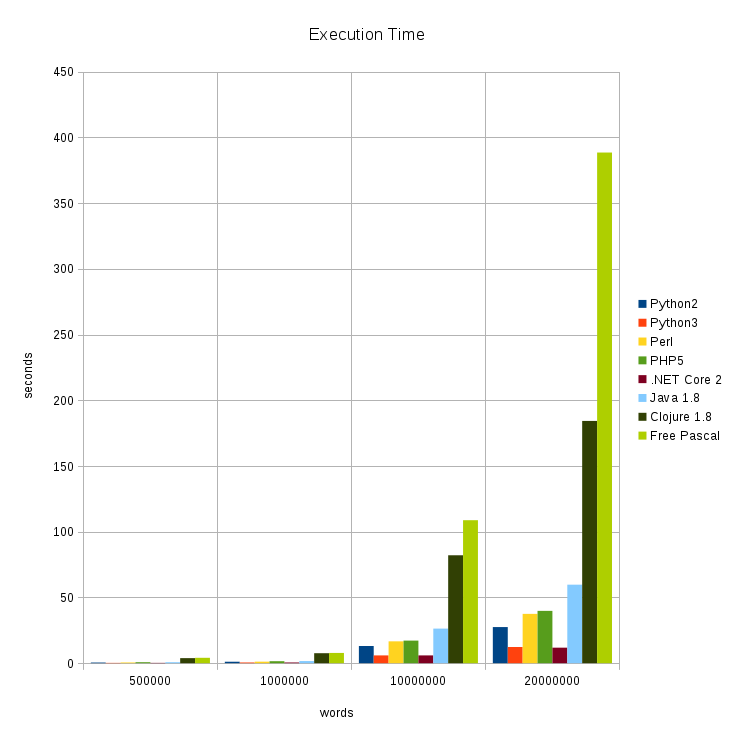 Execution Time
450
400
350
300
250
200
150
100
50
0
seconds
500000
1000000
10000000
20000000
words
Python2
Python3
Perl
PHP5
.NET Core 2
Java 1.8
Clojure 1.8
Free Pascal